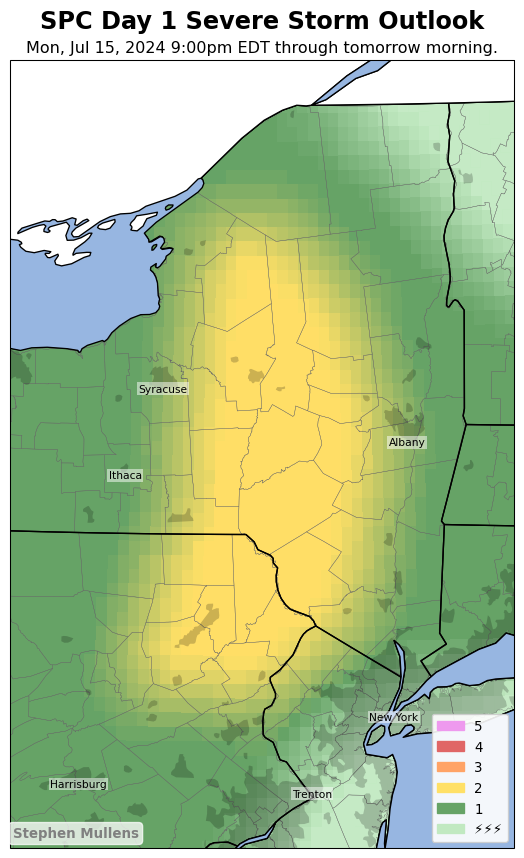 SPC Day 1 Severe Storm Outlook
Mon, Jul 15, 2024 9:00pm EDT through tomorrow morning.
Syracuse
Albany
Ithaca
New York
Harrisburg
Trenton
5
4
3
2
1
⚡⚡⚡
Stephen Mullens